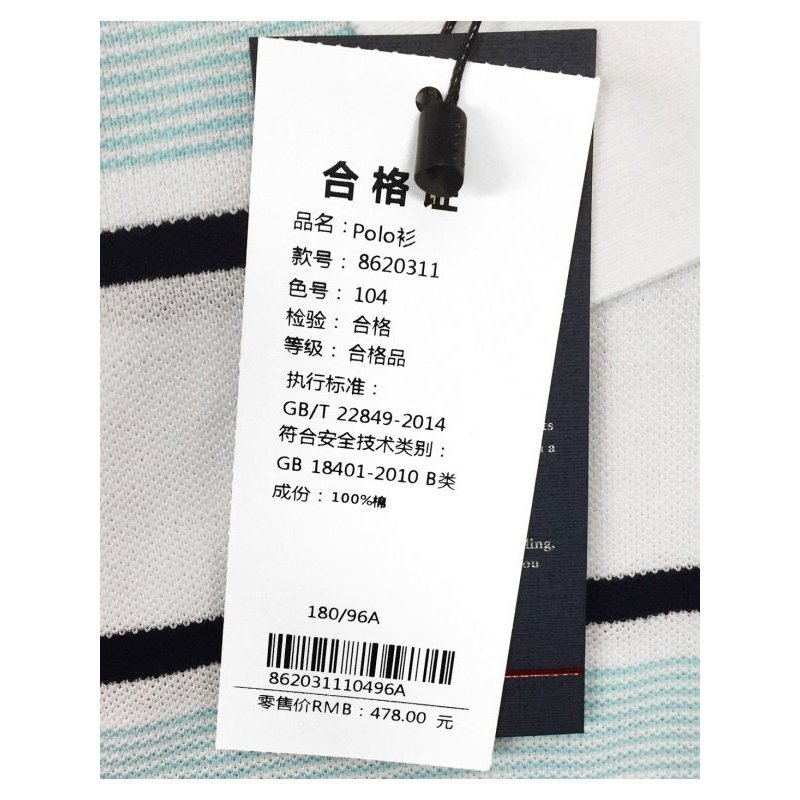 合格证
品名：Polo衫
款号：8620311
色号：104
检验：合格
等级：合格品
执行标准：
GB/T 22849-2014
符合安全技术类别：
GB 18401-2010 B类
成份：100%棉
180/96A
862031110496A
零售价RMB：478.00 元
a
ling,
ou